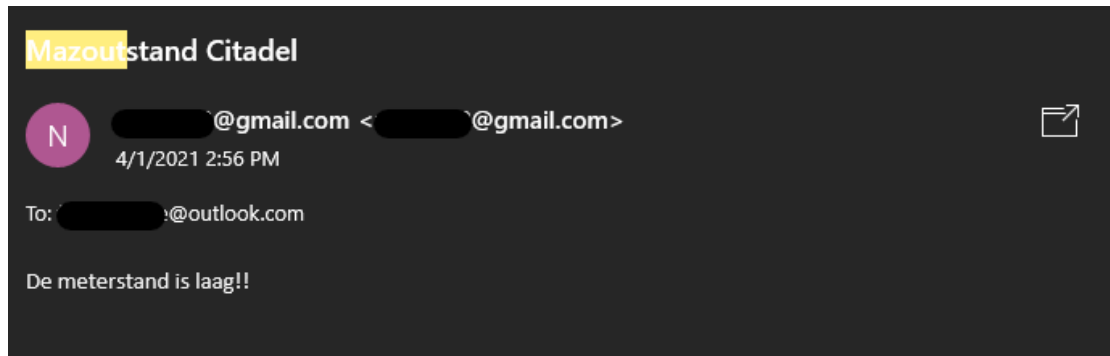 Mazoutstand Citadel
N
@gmail.com < @gmail.com>
4/1/2021 2:56 PM
To: @outlook.com
De meterstand is laag!!